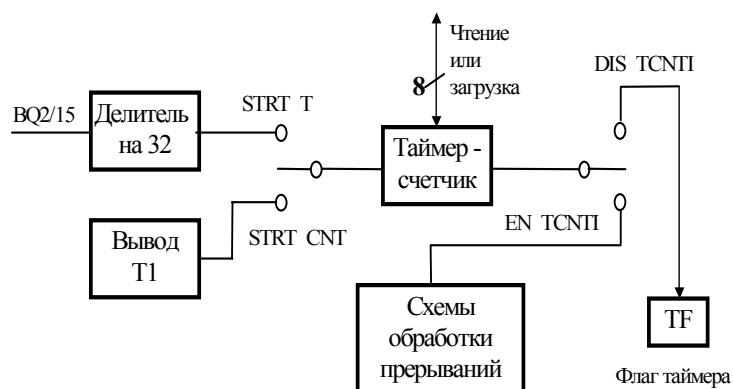 Чтение
или
загрузка
8
DIS TCNTI
BQ2/15
Делитель
на 32
STRT T
Таймер -
счетчик
Вывод
T1
STRT CNT
EN TCNTI
Схемы
обработки
прерываний
TF
Флаг таймера